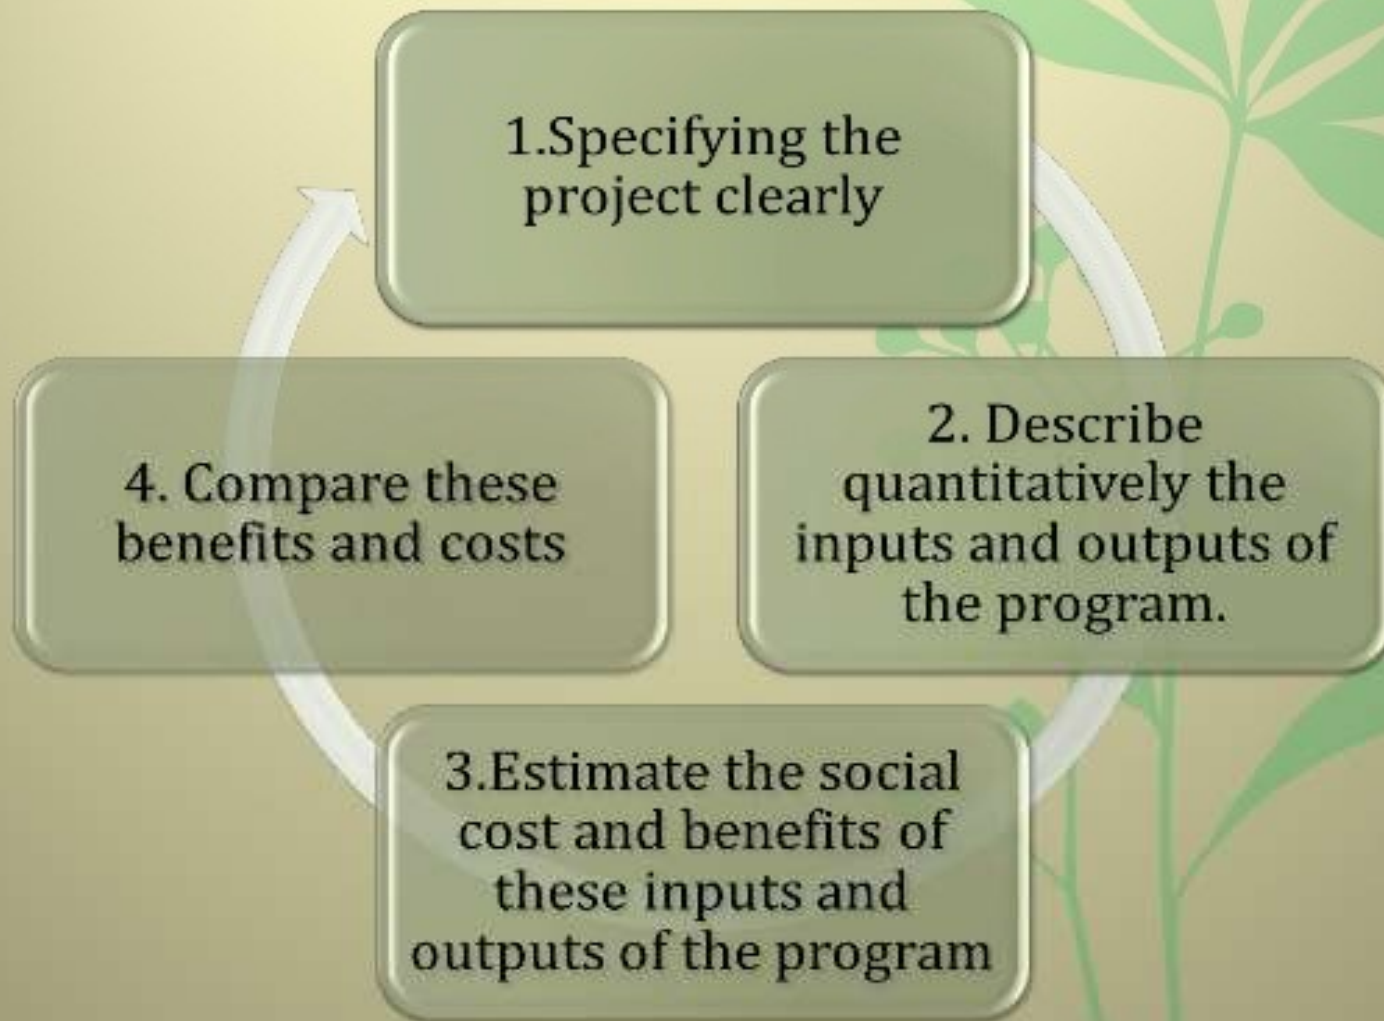 1.Specifying the
project clearly
2. Describe
quantitatively the
inputs and outputs of
the program.
3.Estimate the social
cost and benefits of
these inputs and
outputs of the program
4. Compare these
benefits and costs